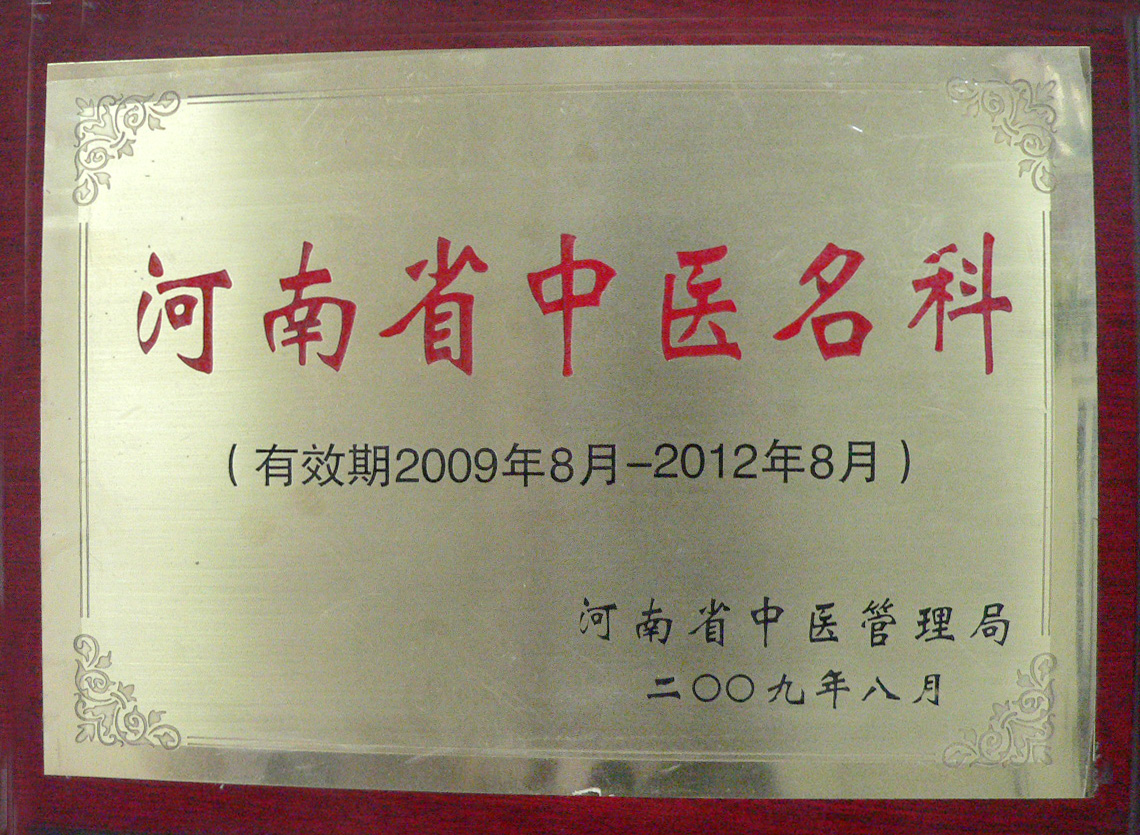 河南省中医名科
（有效期2009年8月-2012年8月）
河南省中医管理局
二〇〇九年八月